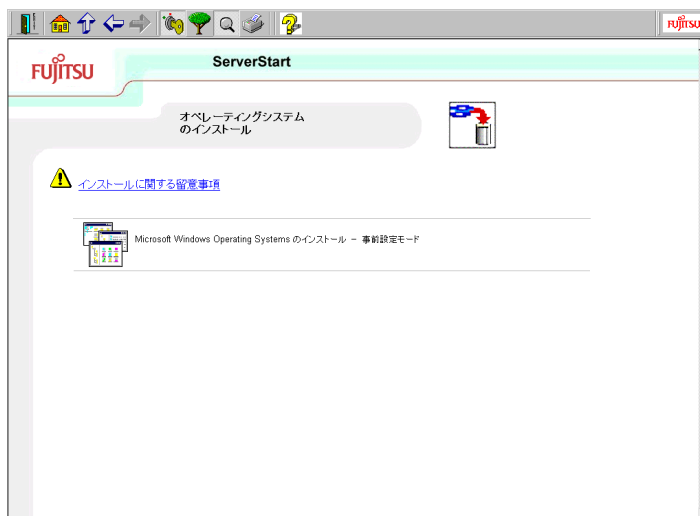 FUJITSU
FUJITSU
ServerStart
オペレーティングシステム
のインストール
インストールに関する留意事項
Microsoft Windows Operating Systems のインストール － 事前設定モード